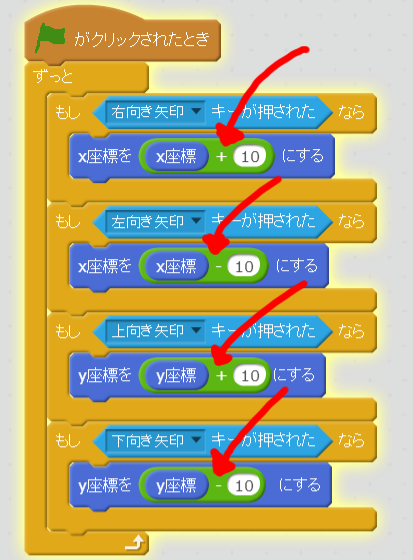 がクリックされたとき
ずっと
もし 右向き矢印 キーが押された なら
x座標を x座標 + 10 にする
もし 左向き矢印 キーが押された なら
x座標を x座標 - 10 にする
もし 上向き矢印 キーが押された なら
y座標を y座標 + 10 にする
もし 下向き矢印 キーが押された なら
y座標を y座標 - 10 にする